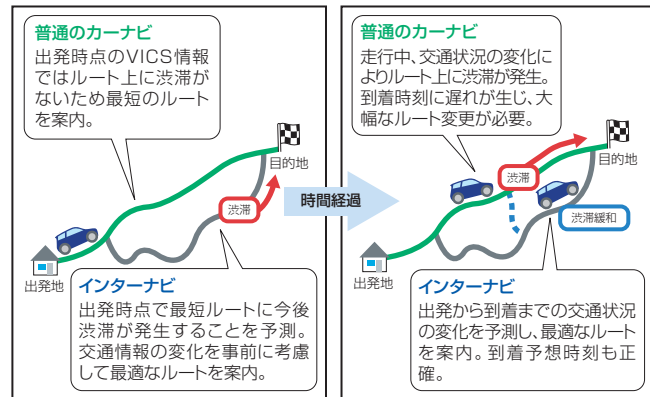 普通のカーナビ
出発時点のVICS情報
ではルート上に渋滞が
ないため最短のルート
を案内。
目的地
渋滞
出発地
インターナビ
出発時点で最短ルートに今後
渋滞が発生することを予測。
交通情報の変化を事前に考慮
して最適なルートを案内。
時間経過
普通のカーナビ
走行中、交通状況の変化に
よりルート上に渋滞が発生。
到着時刻に遅れが生じ、大
幅なルート変更が必要。
目的地
渋滞
渋滞緩和
出発地
インターナビ
出発から到着までの交通状況
の変化を予測し、最適なルート
を案内。到着予想時刻も正
確。